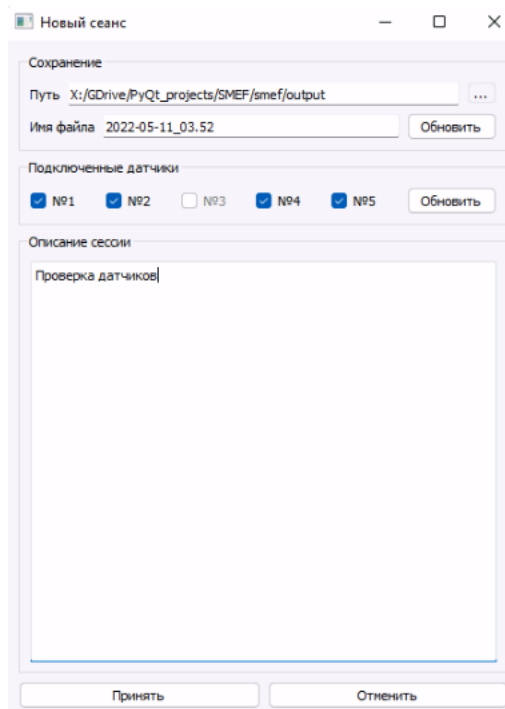 Новый сеанс
Сохранение
Путь X:/GDrive/PyQt_projects/SMEF/smef/output ...
Имя файла 2022-05-11_03.52 Обновить
Подключенные датчики
№1 №2 №3 №4 №5 Обновить
Описание сессии
Проверка датчиков
Принять Отменить